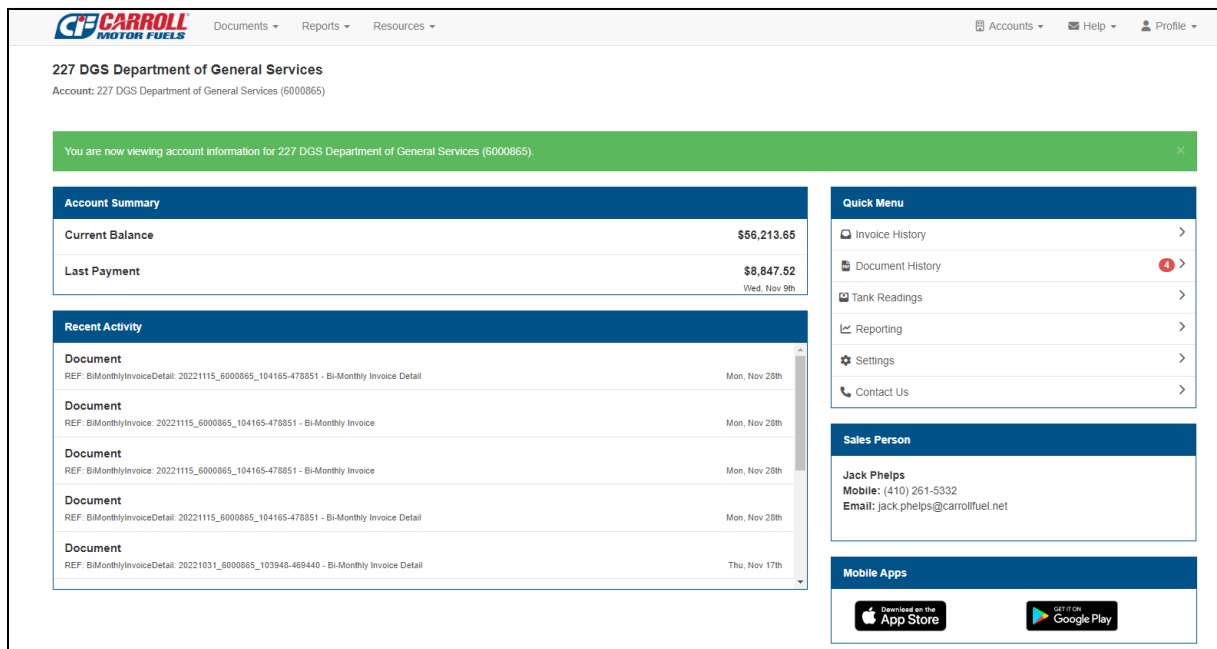 CARROLL
MOTOR FUELS
Documents
Reports
Resources
Accounts
Help
Profile
227 DGS Department of General Services
Account: 227 DGS Department of General Services (6000865)
You are now viewing account information for 227 DGS Department of General Services (6000865).
×
Account Summary
Current Balance
$56,213.65
Last Payment
$8,847.52
Wed, Nov 9th
Recent Activity
Document
REF: BiMonthlyInvoiceDetail: 20221115_6000865_104165-478851 - Bi-Monthly Invoice Detail
Mon, Nov 28th
Document
REF: BiMonthlyInvoice: 20221115_6000865_104165-478851 - Bi-Monthly Invoice
Mon, Nov 28th
Document
REF: BiMonthlyInvoice: 20221115_6000865_104165-478851 - Bi-Monthly Invoice
Mon, Nov 28th
Document
REF: BiMonthlyInvoiceDetail: 20221115_6000865_104165-478851 - Bi-Monthly Invoice Detail
Mon, Nov 28th
Document
REF: BiMonthlyInvoiceDetail: 20221031_6000865_103948-469440 - Bi-Monthly Invoice Detail
Thu, Nov 17th
Quick Menu
Invoice History
Document History
4
Tank Readings
Reporting
Settings
Contact Us
Sales Person
Jack Phelps
Mobile: (410) 261-5332
Email: jack.phelps@carrollfuel.net
Mobile Apps
Download on the
App Store
GET IT ON
Google Play